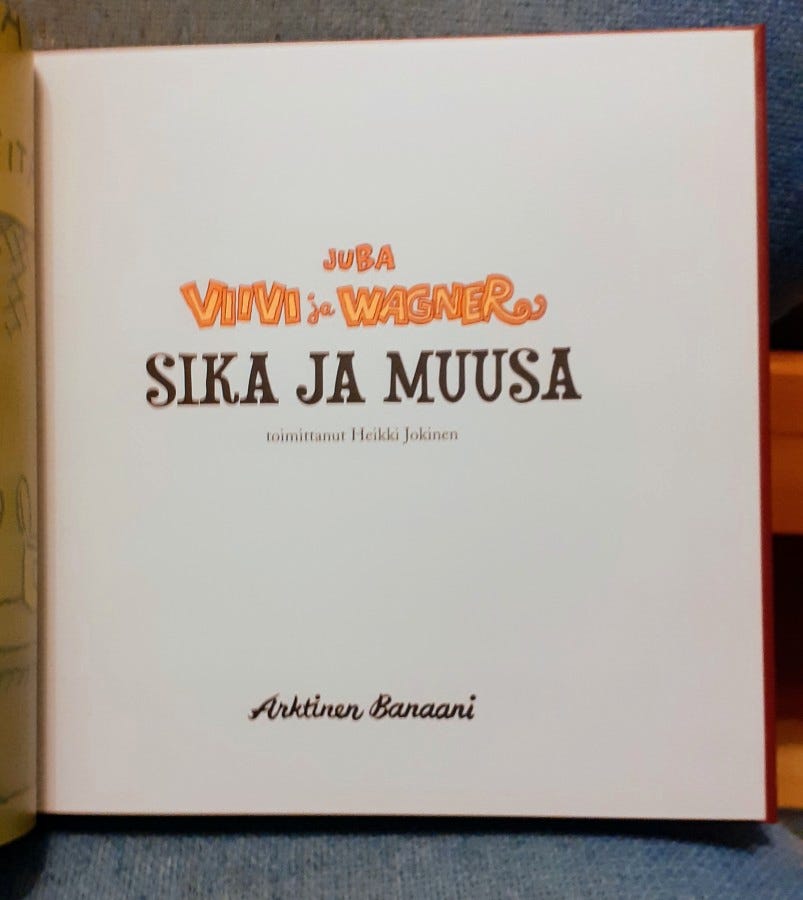 JUBA
VIIVI ja WAGNER
SIKA JA MUUSA
toimittanut Heikki Jokinen
Arktinen Banaani